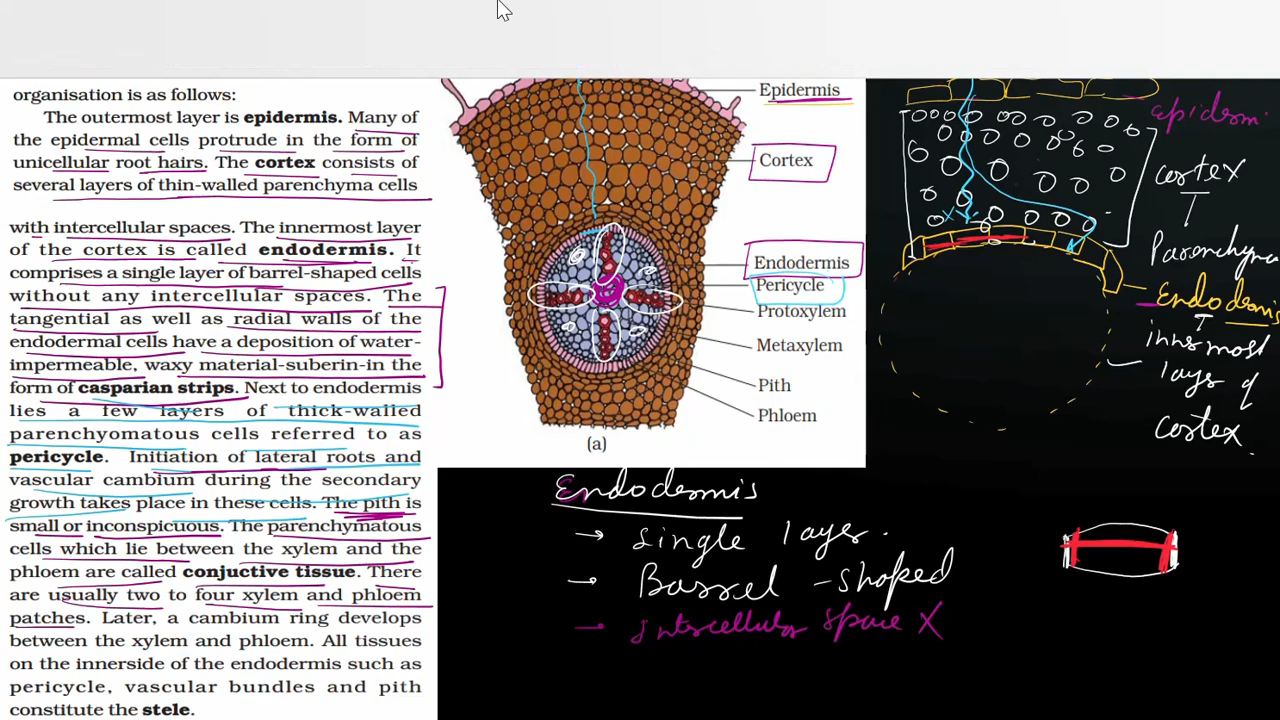 organisation is as follows:
The outermost layer is epidermis. Many of
the epidermal cells protrude in the form of
unicellular root hairs. The cortex consists of
several layers of thin-walled parenchyma cells
with intercellular spaces. The innermost layer
of the cortex is called endodermis. It
comprises a single layer of barrel-shaped cells
without any intercellular spaces. The
tangential as well as radial walls of the
endodermal cells have a deposition of water-
impermeable, waxy material-suberin-in the
form of casparian strips. Next to endodermis
lies a few layers of thick-walled
parenchyomatous cells referred to as
pericycle. Initiation of lateral roots and
vascular cambium during the secondary
growth takes place in these cells. The pith is
small or inconspicuous. The parenchymatous
cells which lie between the xylem and the
phloem are called conjuctive tissue. There
are usually two to four xylem and phloem
patches. Later, a cambium ring develops
between the xylem and phloem. All tissues
on the innerside of the endodermis such as
pericycle, vascular bundles and pith
constitute the stele.
Epidermis
Cortex
Endodermis
Pericycle
Protoxylem
Metaxylem
Pith
Phloem
(a)
Endodermis
→ Single layer.
→ Barrel - shaped
→ intercellular space X
epidermi
cortex
Parenchyma
Endodermis
innermost
layer of
cortex.